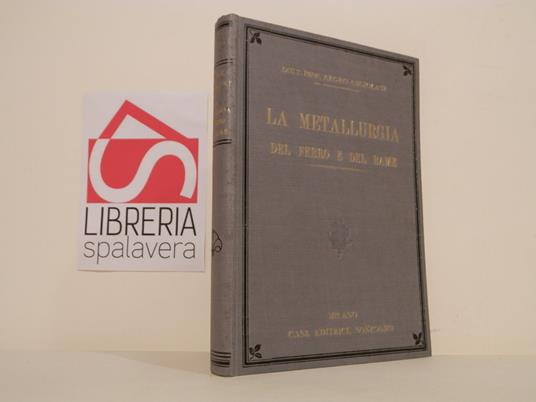 LIBRERIA
spalavera
LA METALLURGIA
DEL FERRO E DEL RAME
MILANO
CASA EDITRICE SONZOGNO